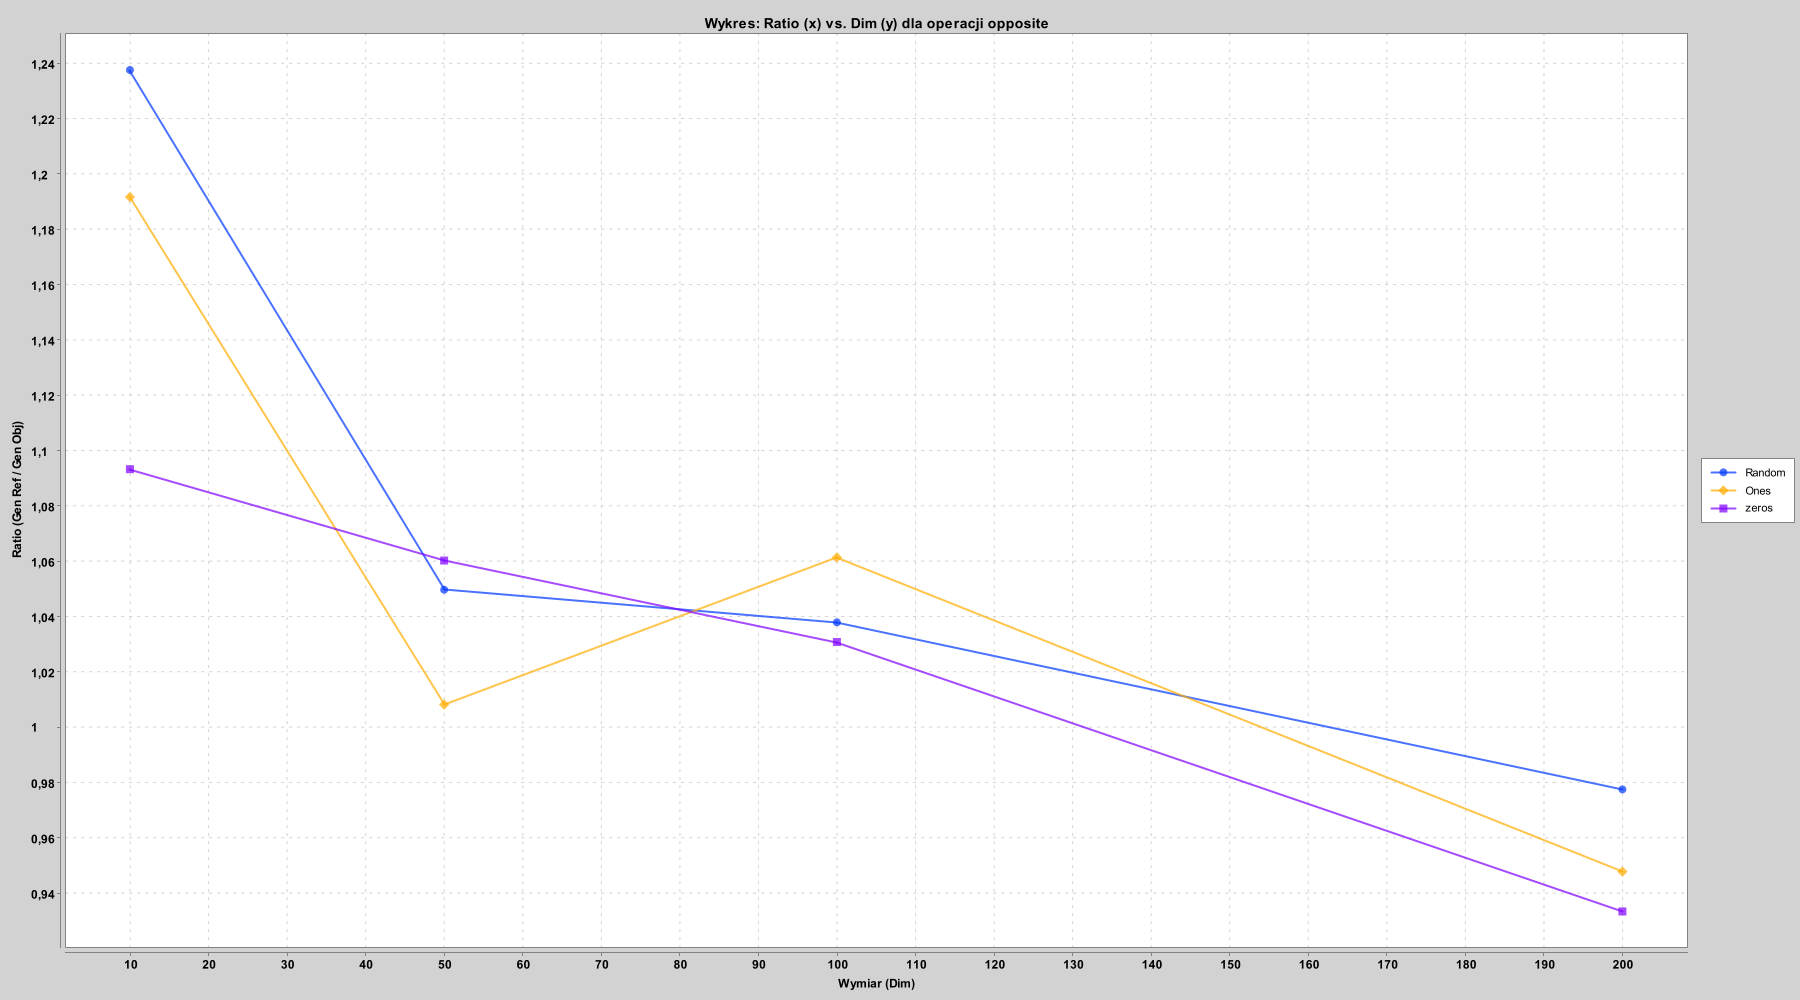 Wykres: Ratio (x) vs. Dim (y) dla operacji opposite
Ratio (Gen Ref / Gen Obj)
1,24
1,22
1,2
1,18
1,16
1,14
1,12
1,1
1,08
1,06
1,04
1,02
1
0,98
0,96
0,94
10 20 30 40 50 60 70 80 90 100 110 120 130 140 150 160 170 180 190 200
Wymiar (Dim)
Random
Ones
zeros